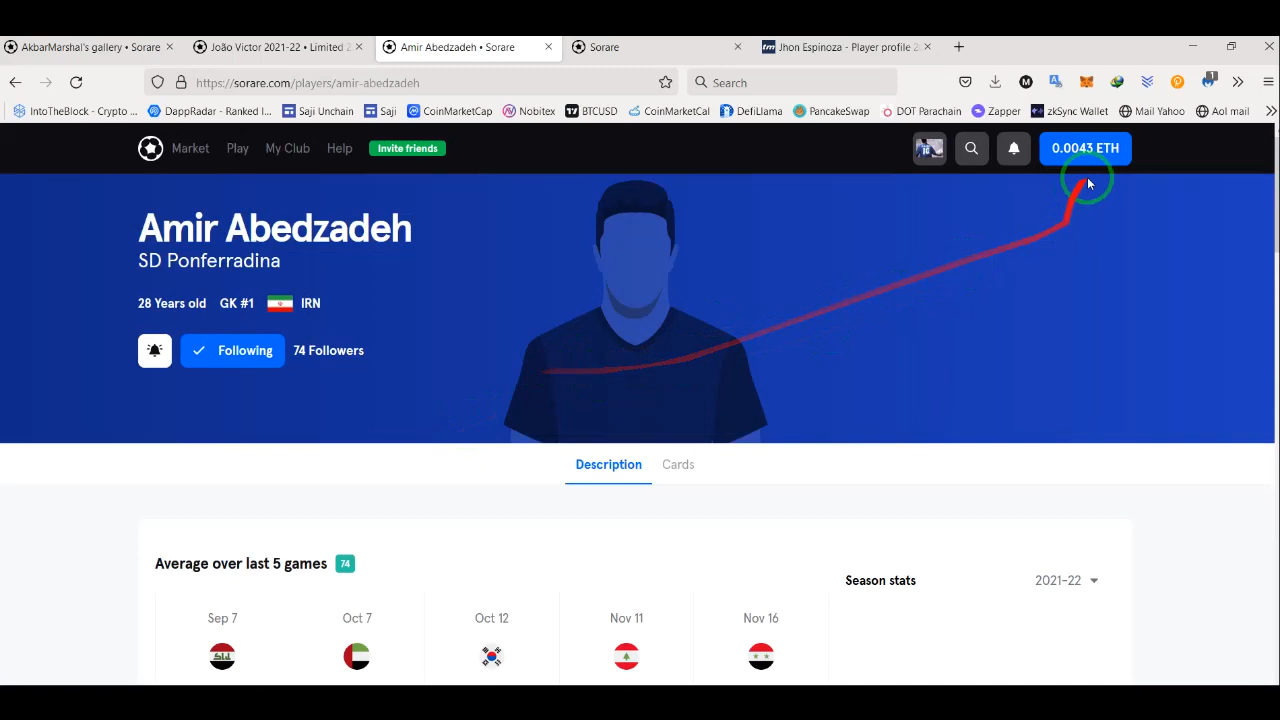 AkbarMarshal's gallery • Sorare
João Victor 2021-22 • Limited 2
Amir Abedzadeh • Sorare
Sorare
tm Jhon Espinoza - Player profile 2
https://sorare.com/players/amir-abedzadeh
Search
1
IntoTheBlock - Crypto ...
DappRadar - Ranked l...
Saji Unchain
Saji
CoinMarketCap
Nobitex
BTCUSD
CoinMarketCal
DefiLlama
PancakeSwap
DOT Parachain
Zapper
zkSync Wallet
Mail Yahoo
Aol mail
Market
Play
My Club
Help
Invite friends
0.0043 ETH
Amir Abedzadeh
SD Ponferradina
28 Years old GK #1 IRN
Following
74 Followers
Description
Cards
Average over last 5 games 74
Season stats
2021-22
Sep 7
Oct 7
Oct 12
Nov 11
Nov 16